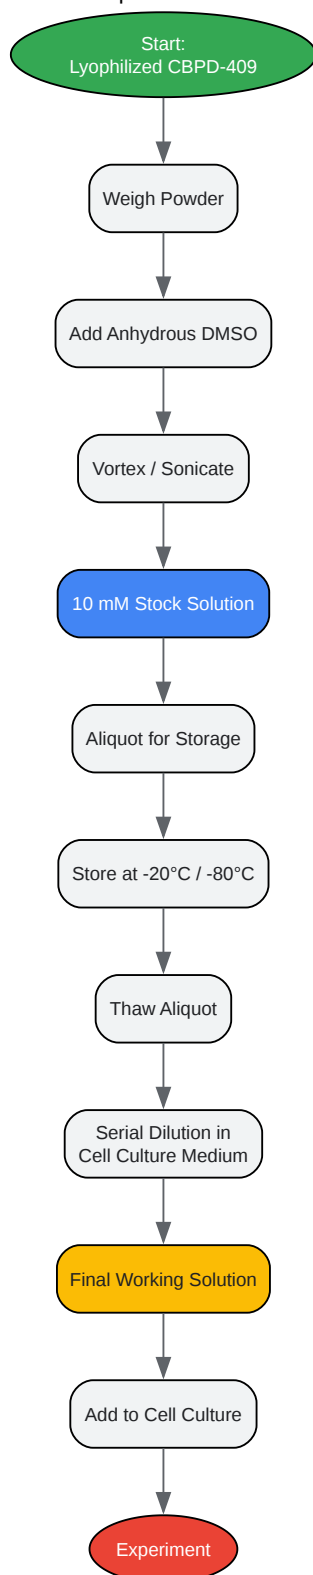 Start:
Lyophilized CBPD-409
Weigh Powder
Add Anhydrous DMSO
Vortex / Sonicate
10 mM Stock Solution
Aliquot for Storage
Store at -20°C / -80°C
Thaw Aliquot
Serial Dilution in
Cell Culture Medium
Final Working Solution
Add to Cell Culture
Experiment